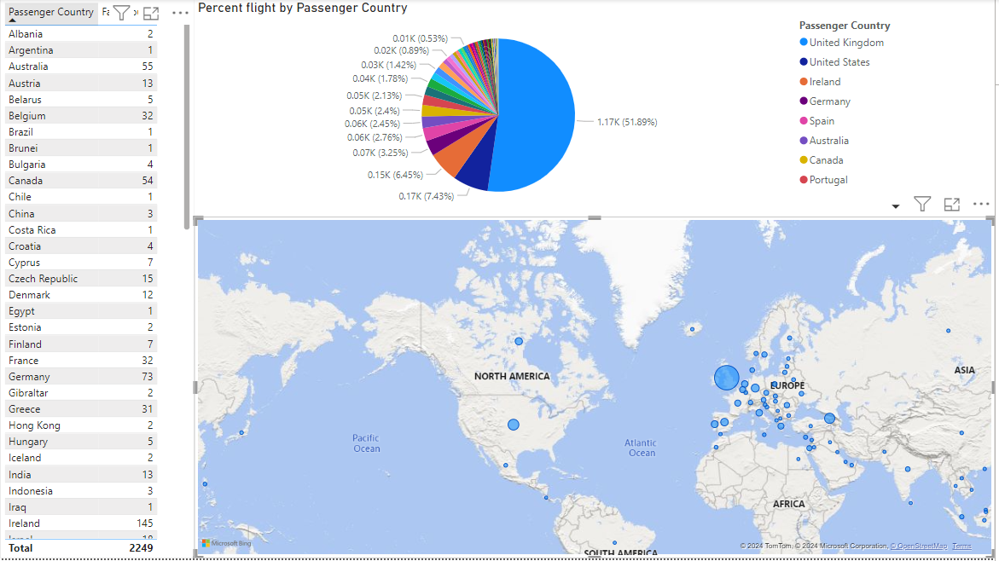 Passenger Country
Albania 2
Argentina 1
Australia 55
Austria 13
Belarus 5
Belgium 32
Brazil 1
Brunei 1
Bulgaria 4
Canada 54
Chile 1
China 3
Costa Rica 1
Croatia 4
Cyprus 7
Czech Republic 15
Denmark 12
Egypt 1
Estonia 2
Finland 7
France 32
Germany 73
Gibraltar 2
Greece 31
Hong Kong 2
Hungary 5
Iceland 2
India 13
Indonesia 3
Iraq 1
Ireland 145
Total 2249
Percent flight by Passenger Country
0.01K (0.53%)
0.02K (0.89%)
0.03K (1.42%)
0.04K (1.78%)
0.05K (2.13%)
0.05K (2.4%)
0.06K (2.45%)
0.06K (2.76%)
0.07K (3.25%)
0.15K (6.45%)
0.17K (7.43%)
1.17K (51.89%)
Passenger Country
United Kingdom
United States
Ireland
Germany
Spain
Australia
Canada
Portugal
NORTH AMERICA
EUROPE
ASIA
Pacific
Ocean
Atlantic
Ocean
AFRICA
SOUTH AMERICA
Microsoft Bing
© 2024 TomTom, © 2024 Microsoft Corporation, © OpenStreetMap Terms